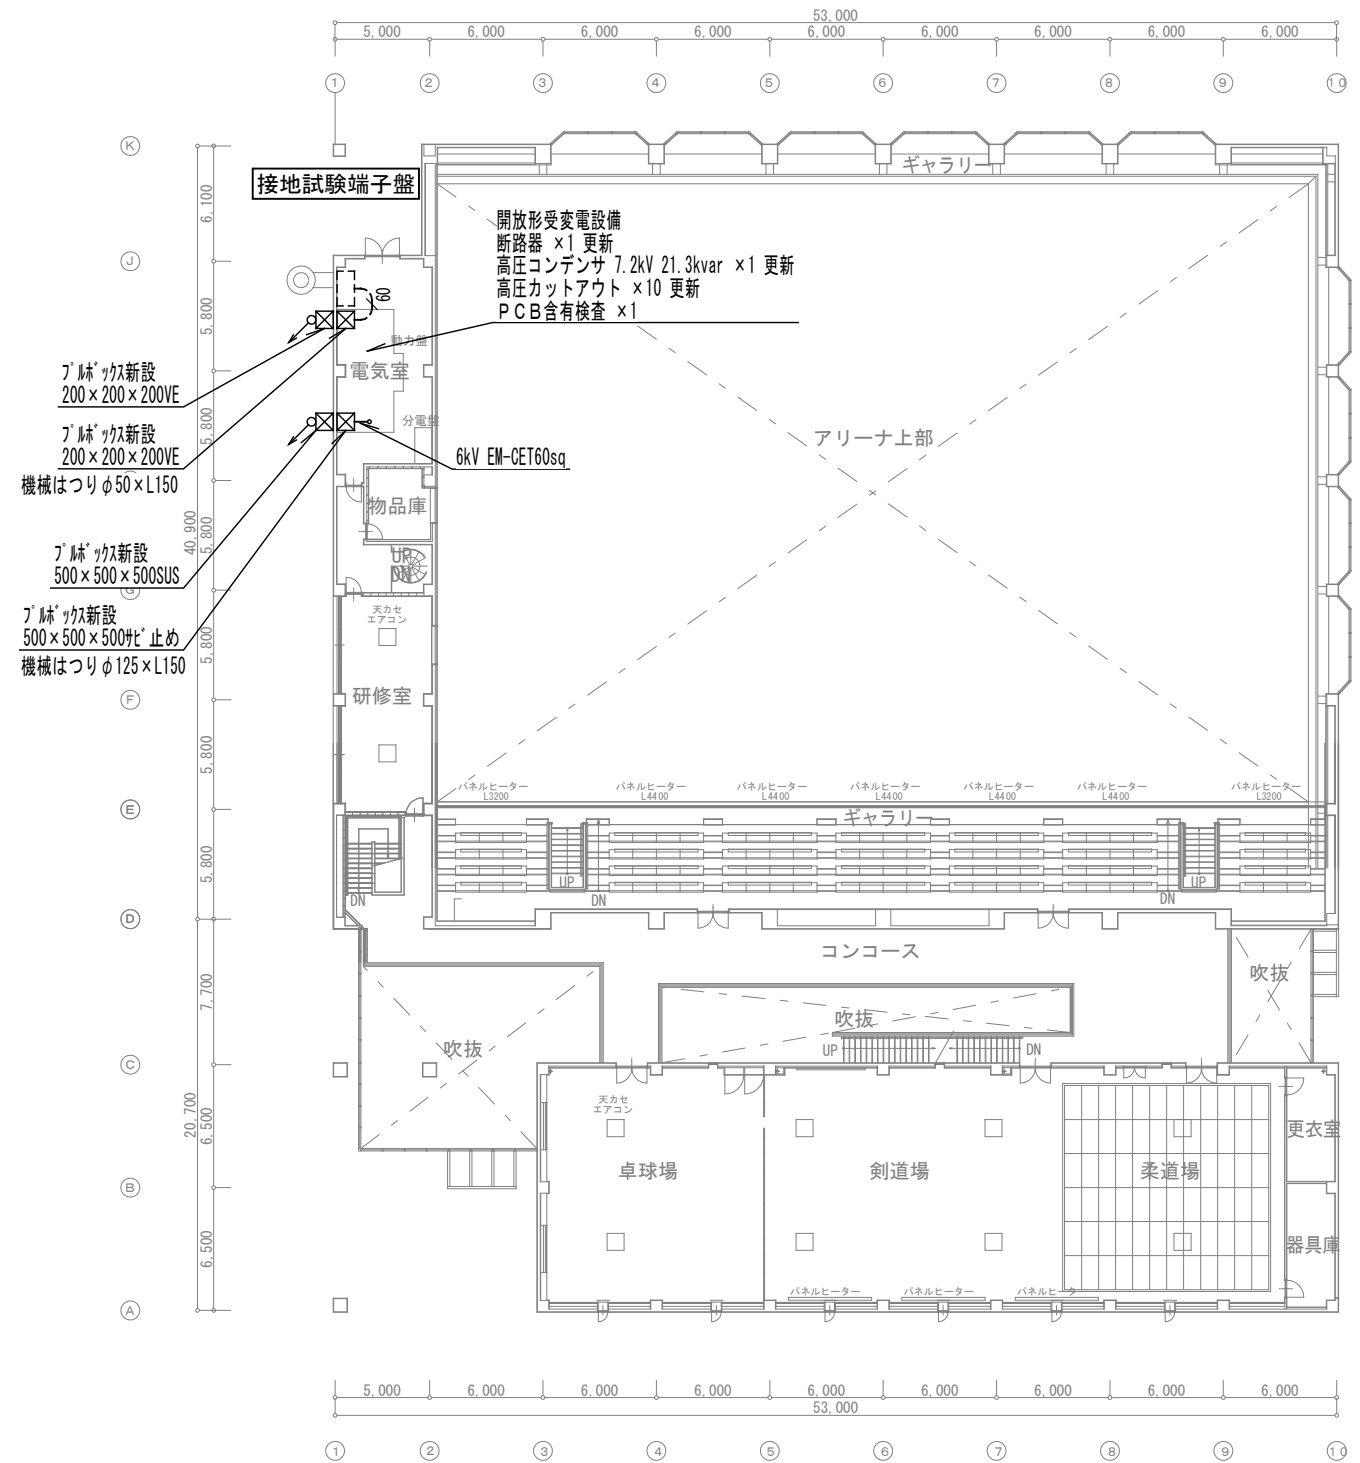 53,000
5,000 6,000 6,000 6,000 6,000 6,000 6,000 6,000 6,000
1 2 3 4 5 6 7 8 9 10
K
ギャラリー
接地試験端子盤
6,100
開放形受変電設備
断路器 ×1 更新
高圧コンデンサ 7.2kV 21.3kvar ×1 更新
高圧カットアウト ×10 更新
PCB含有検査 ×1
J
60
5,800
動力盤
電気室
プルボックス新設
200×200×200VE
分電盤
5,800
アリーナ上部
プルボックス新設
200×200×200VE
機械はつりφ50×L150
6kV EM-CET60sq
物品庫
40,900
5,800
プルボックス新設
500×500×500SUS
UP
DN
G
プルボックス新設
500×500×500サビ止め
機械はつりφ125×L150
天カセ
エアコン
5,800
F
研修室
5,800
パネルヒーター パネルヒーター パネルヒーター パネルヒーター パネルヒーター パネルヒーター パネルヒーター
L3200 L4400 L4400 L4400 L4400 L4400 L3200
E
ギャラリー
5,800
UP UP
DN DN DN
D
コンコース
吹抜
7,700
吹抜
吹抜
UP DN
C
天カセ
エアコン
20,700
6,500
更衣室
卓球場 剣道場 柔道場
B
6,500
器具庫
パネルヒーター パネルヒーター パネルヒーター
A
5,000 6,000 6,000 6,000 6,000 6,000 6,000 6,000 6,000
53,000
1 2 3 4 5 6 7 8 9 10